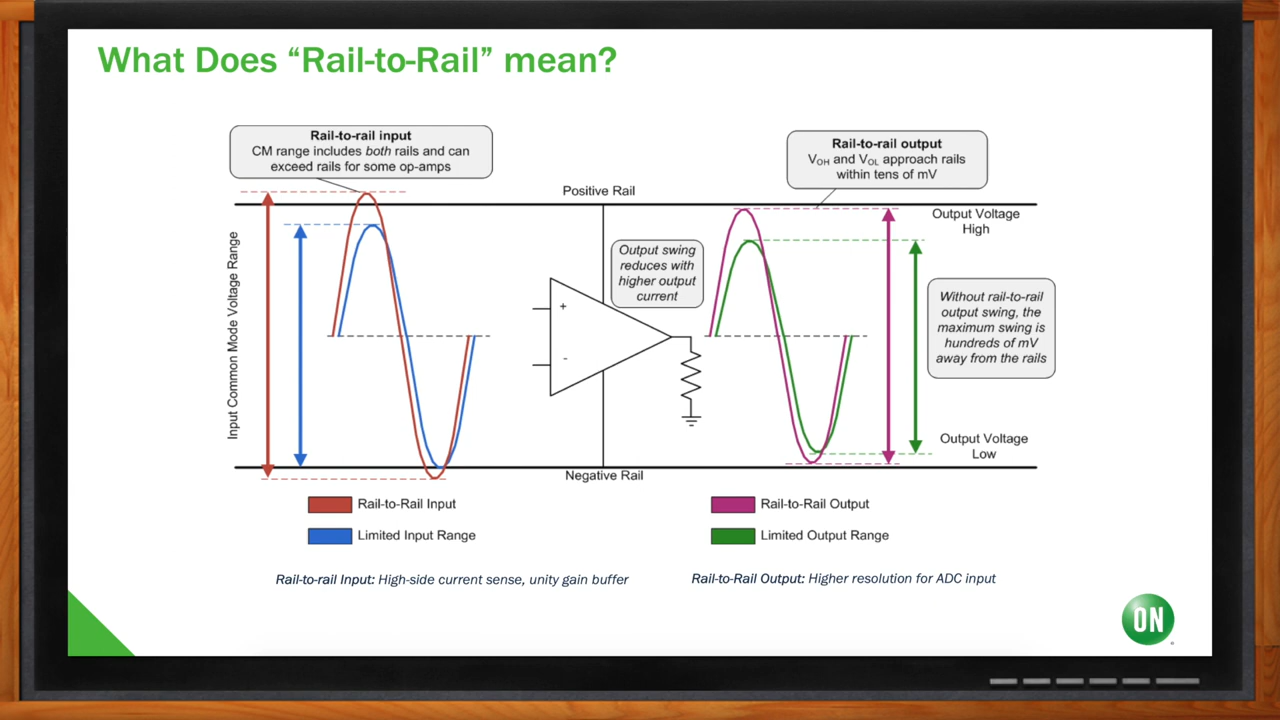 What Does “Rail-to-Rail” mean?
Rail-to-rail input
CM range includes both rails and can
exceed rails for some op-amps
Rail-to-rail output
VOH and VOL approach rails
within tens of mV
Positive Rail
Output Voltage
High
Input Common Mode Voltage Range
Output swing
reduces with
higher output
current
+
-
Without rail-to-rail
output swing, the
maximum swing is
hundreds of mV
away from the rails
Output Voltage
Low
Negative Rail
Rail-to-Rail Input
Limited Input Range
Rail-to-Rail Output
Limited Output Range
Rail-to-rail Input: High-side current sense, unity gain buffer
Rail-to-Rail Output: Higher resolution for ADC input
ON